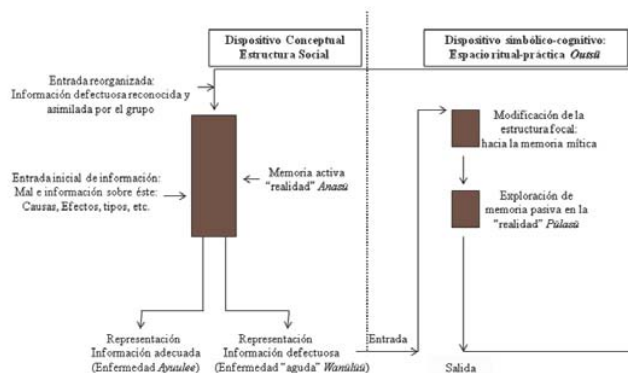 Dispositivo Conceptual
Estructura Social
Dispositivo simbólico-cognitivo:
Espacio ritual-práctica Outsü
Entrada reorganizada:
Información defectuosa reconocida y
asimilada por el grupo
Entrada inicial de información:
Mal e información sobre éste:
Causas, Efectos, tipos, etc.
Memoria activa
"realidad" Anasü
Modificación de la
estructura focal:
hacia la memoria mítica
Exploración de
memoria pasiva en la
"realidad" Pülasü
Representación
Información adecuada
(Enfermedad Ayuulee)
Representación
Información defectuosa
(Enfermedad "aguda" Wanülüü)
Entrada
Salida